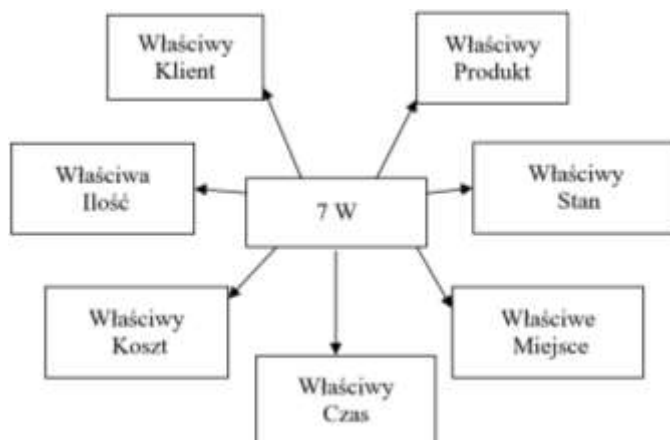 Właściwy
Klient
Właściwy
Produkt
Właściwa
Ilość
7 W
Właściwy
Stan
Właściwy
Koszt
Właściwe
Miejsce
Właściwy
Czas